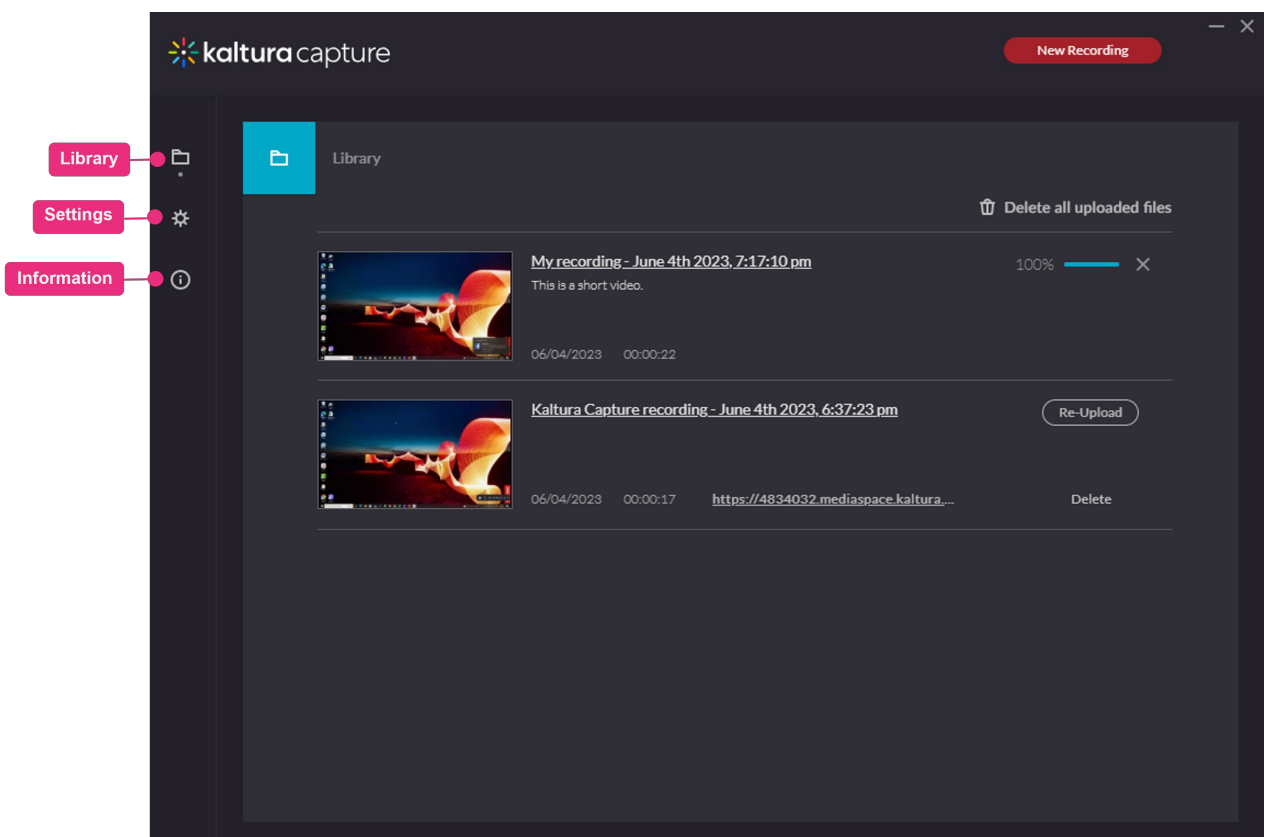 kaltura capture
New Recording
Library
Library
Settings
Delete all uploaded files
My recording - June 4th 2023, 7:17:10 pm
100%
This is a short video.
Information
06/04/2023 00:00:22
Kaltura Capture recording - June 4th 2023, 6:37:23 pm
Re-Upload
06/04/2023 00:00:17 https://4834032.mediaspace.kaltura.... Delete